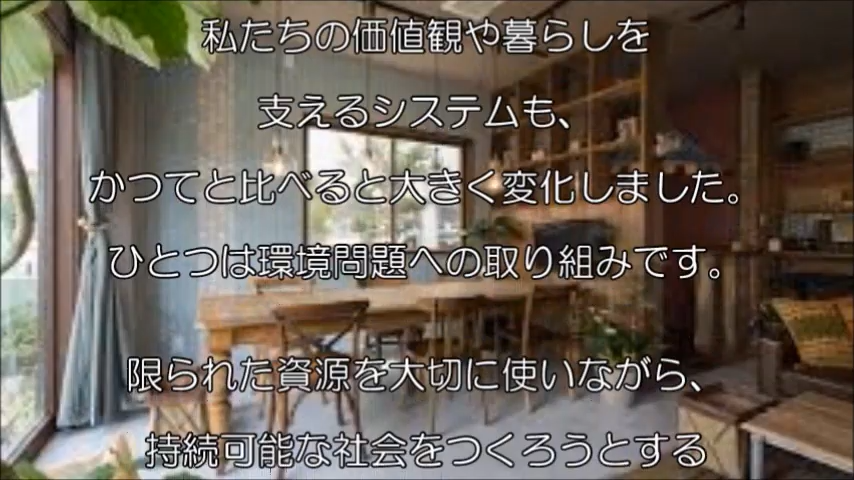 私たちの価値観や暮らしを
支えるシステムも、
かつてと比べると大きく変化しました。
ひとつは環境問題への取り組みです。
限られた資源を大切に使いながら、
持続可能な社会をつくろうとする